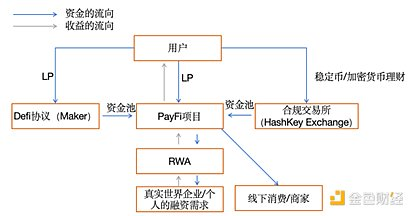 资金的流向
收益的流向
用户
LP
LP
稳定币/加密货币理财
Defi协议（Maker）
资金池
PayFi项目
资金池
合规交易所
（HashKey Exchange）
RWA
真实世界企业/个
人的融资需求
线下消费/商家
金色财经